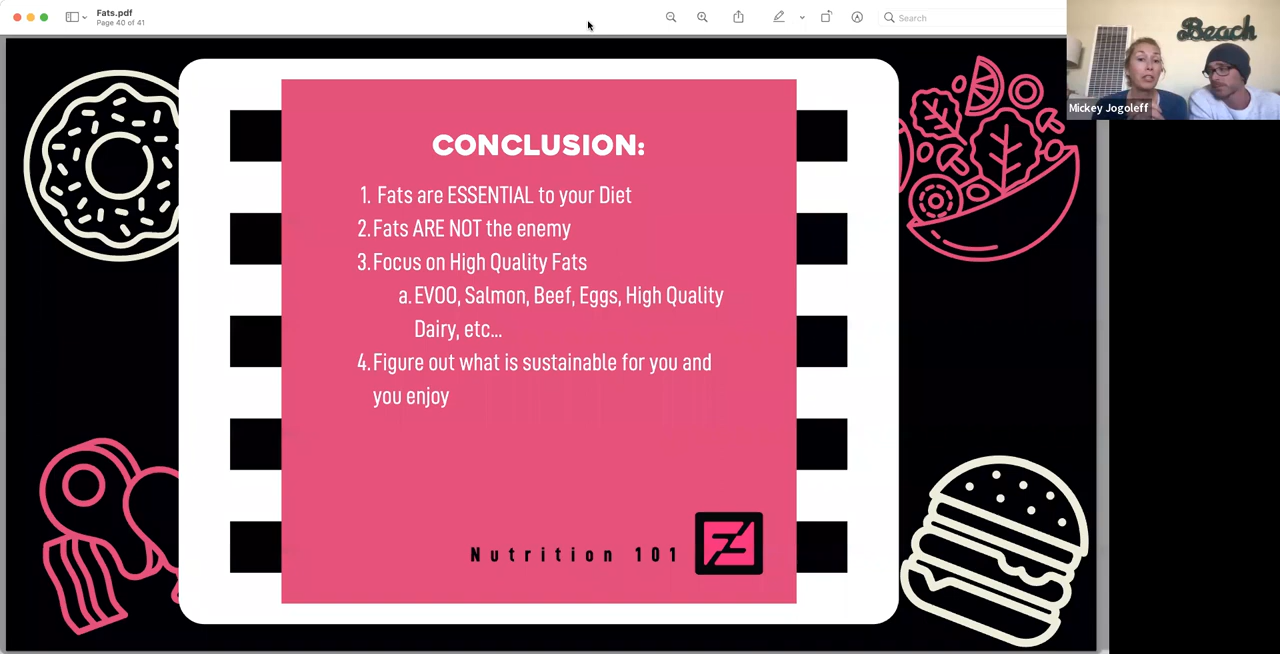 Fats.pdf
Page 40 of 41
Search
Beach
Mickey Jogoleff
CONCLUSION:
1. Fats are ESSENTIAL to your Diet
2. Fats ARE NOT the enemy
3. Focus on High Quality Fats
a. EVOO, Salmon, Beef, Eggs, High Quality
Dairy, etc...
4. Figure out what is sustainable for you and
you enjoy
Nutrition 101